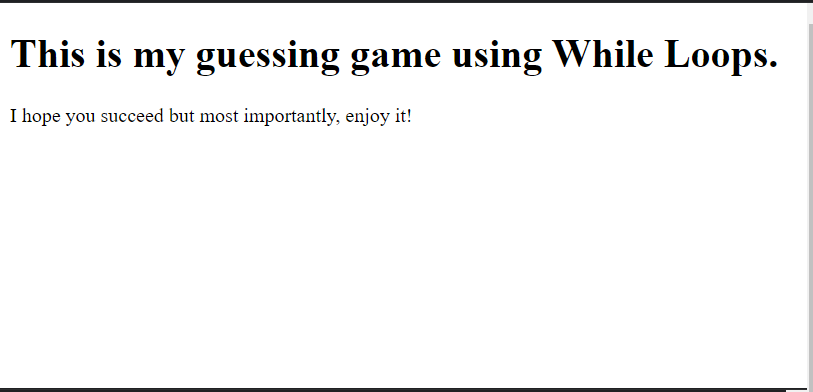 This is my guessing game using While Loops.
I hope you succeed but most importantly, enjoy it!